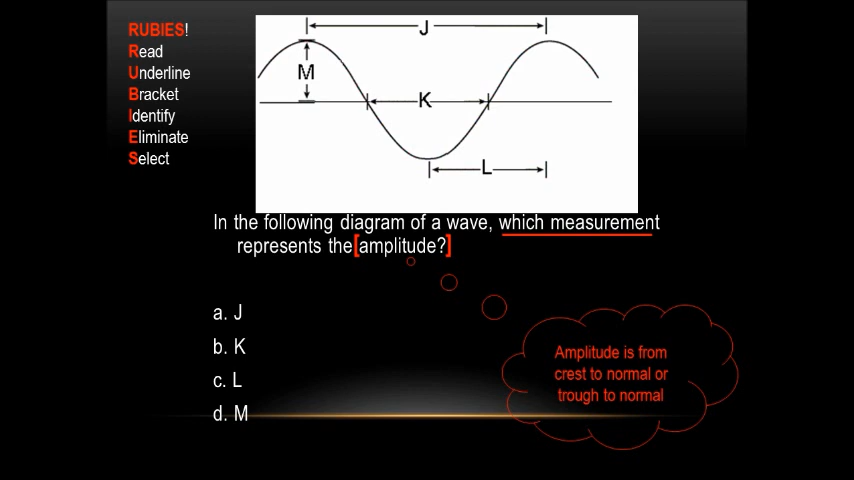 RUBIES!
Read
Underline
Bracket
Identify
Eliminate
Select
J
M
K
L
In the following diagram of a wave, which measurement
represents the [amplitude?]
a. J
b. K
c. L
d. M
Amplitude is from
crest to normal or
trough to normal